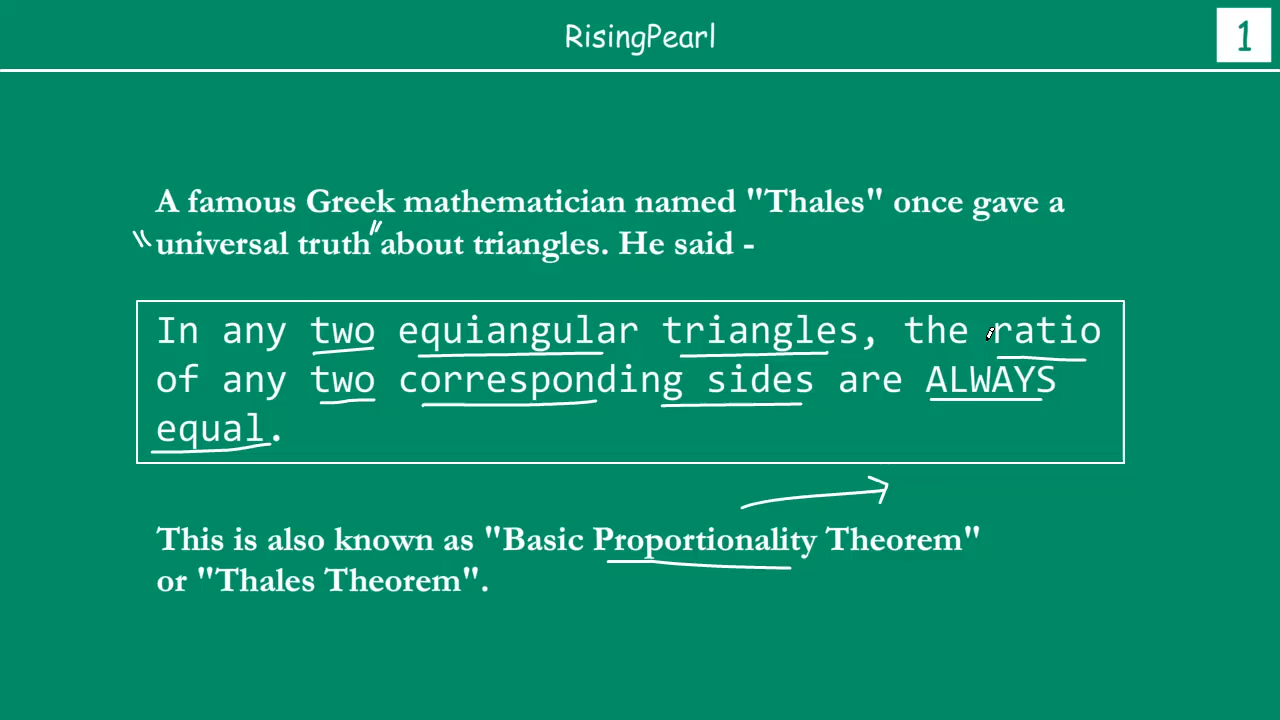 RisingPearl
1
A famous Greek mathematician named "Thales" once gave a
"universal truth" about triangles. He said -
In any two equiangular triangles, the ratio
of any two corresponding sides are ALWAYS
equal.
This is also known as "Basic Proportionality Theorem"
or "Thales Theorem".